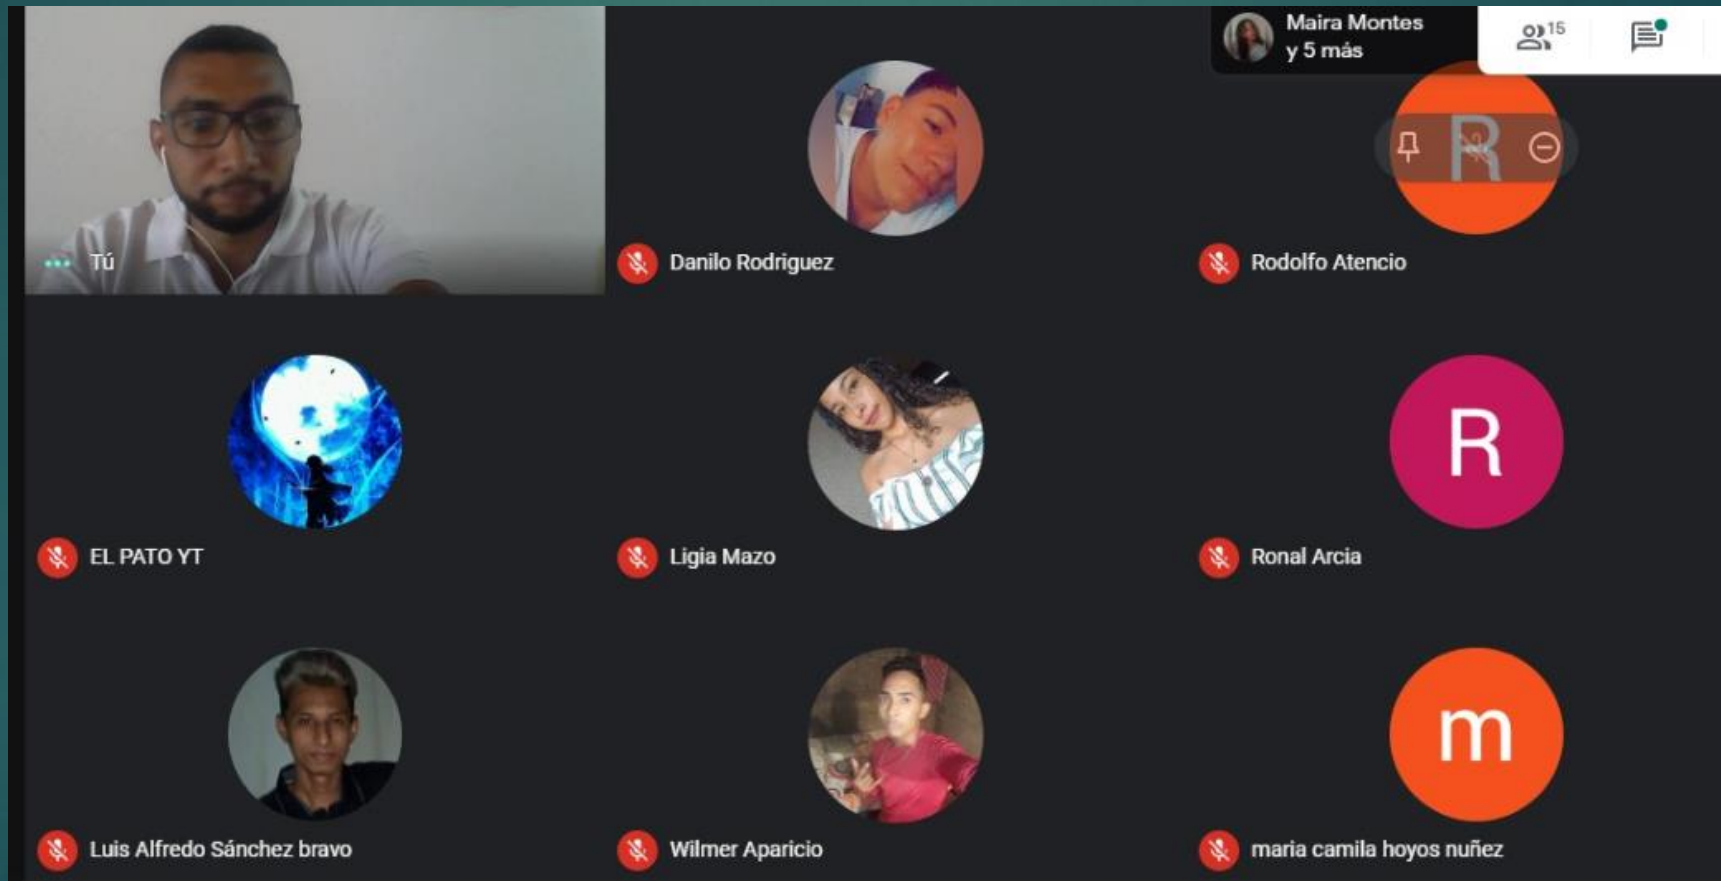 Maira Montes
y 5 más
15
R
Tú
Danilo Rodriguez
Rodolfo Atencio
R
EL PATO YT
Ligia Mazo
Ronal Arcia
m
Luis Alfredo Sánchez bravo
Wilmer Aparicio
maria camila hoyos nuñez